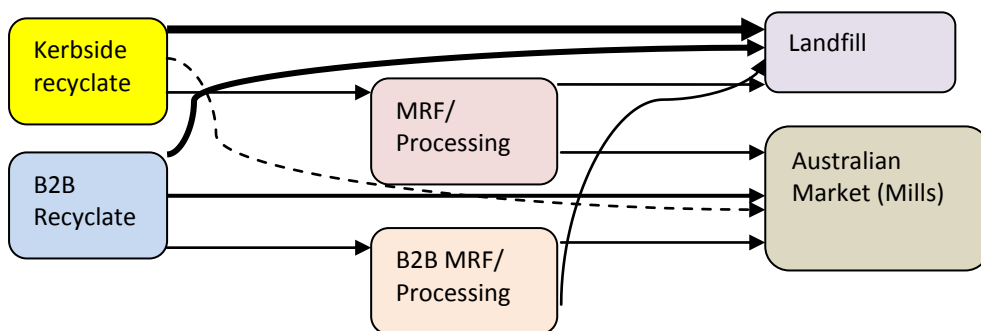 Kerbside
recyclate
Landfill
MRF/
Processing
Australian
Market (Mills)
B2B
Recyclate
B2B MRF/
Processing